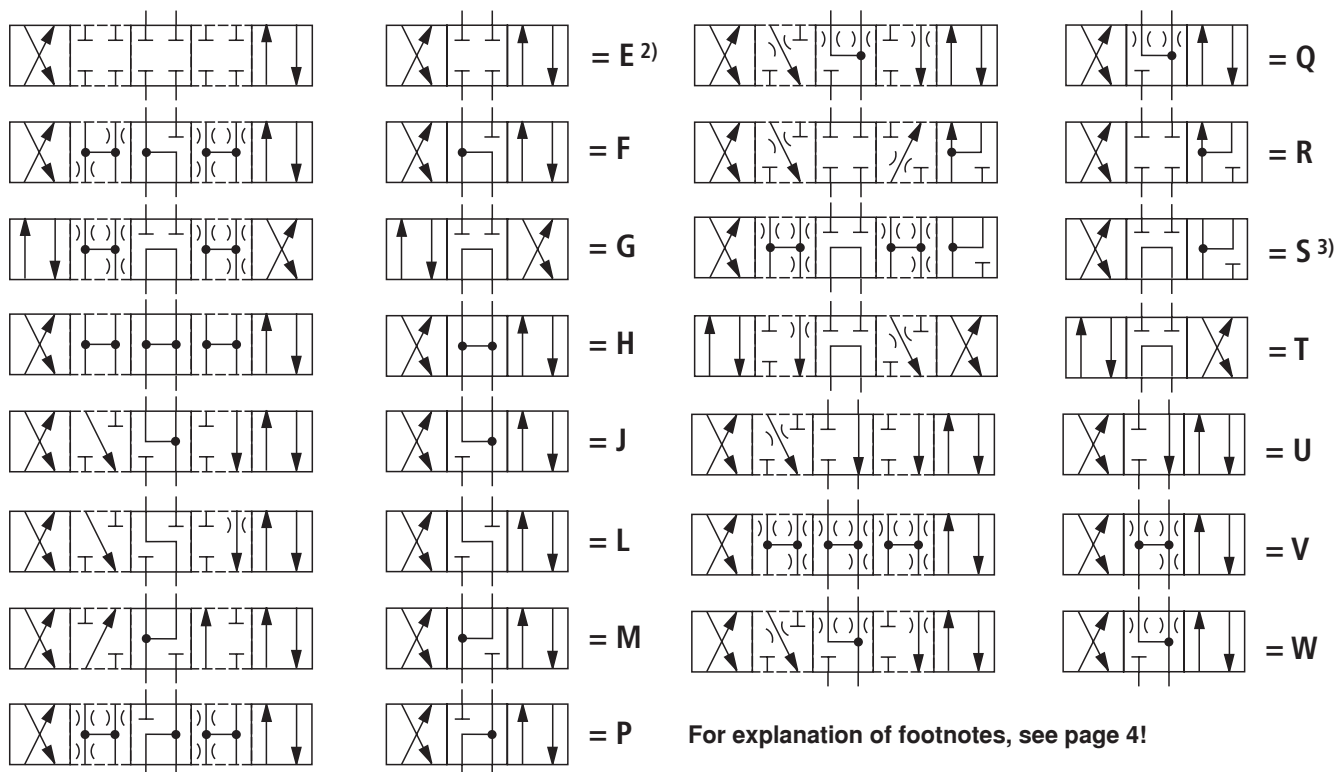 = E 2)
= F
= G
= H
= J
= L
= M
= P
= Q
= R
= S 3)
= T
= U
= V
= W
For explanation of footnotes, see page 4!